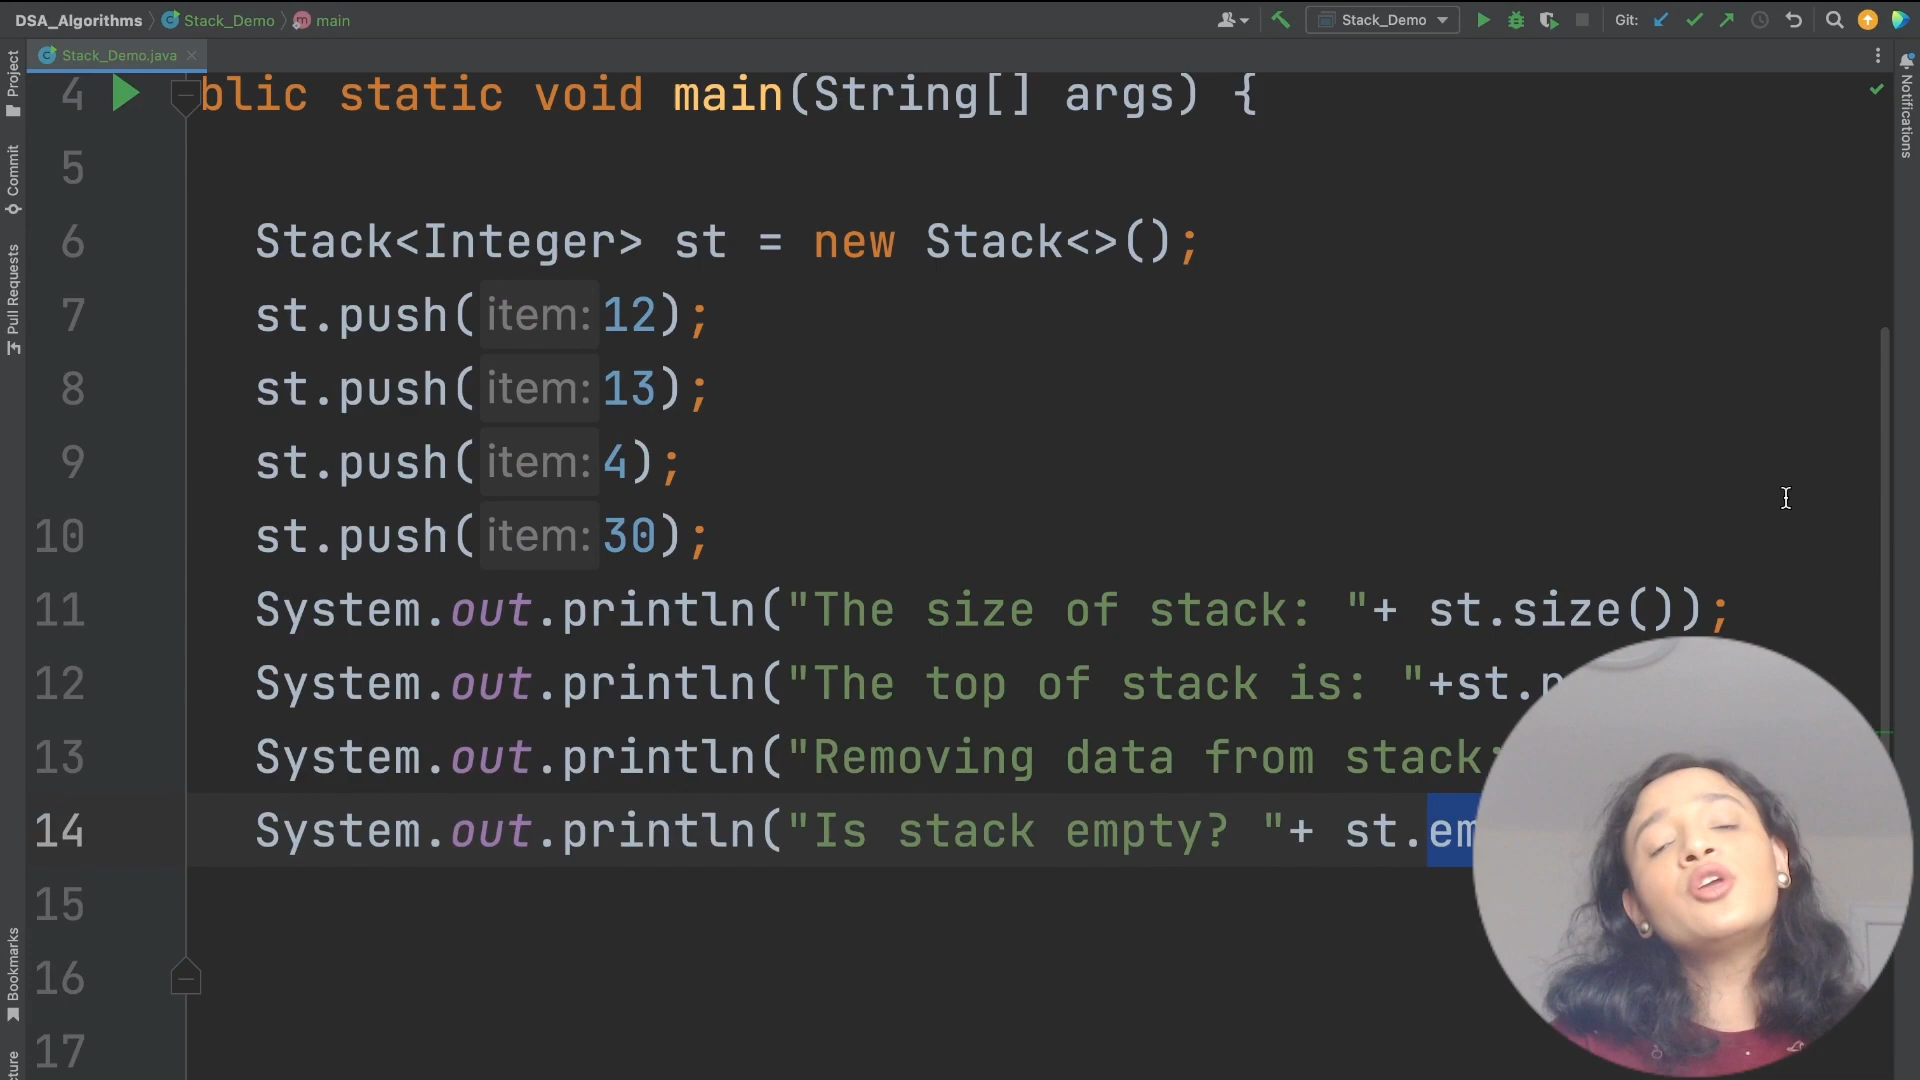 DSA_Algorithms Stack_Demo main Stack_Demo Git:
Stack_Demo.java
Project
Commit
Pull Requests
Bookmarks
Notifications
4 blic static void main(String[] args) {
5
6 Stack<Integer> st = new Stack<>();
7 st.push( item: 12);
8 st.push( item: 13);
9 st.push( item: 4);
10 st.push( item: 30);
11 System.out.println("The size of stack: "+ st.size());
12 System.out.println("The top of stack is: "+st.
13 System.out.println("Removing data from stack:
14 System.out.println("Is stack empty? "+ st.em
15
16
17